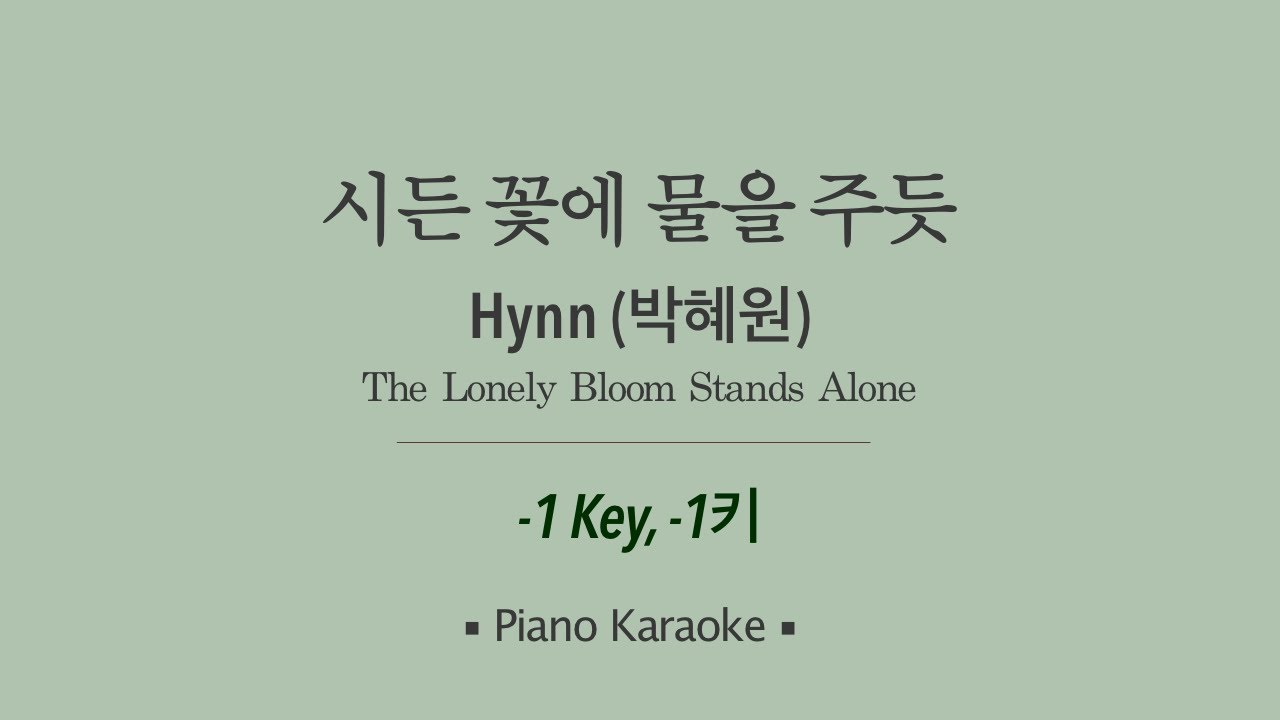 시든 꽃에 물을 주듯
Hynn (박혜원)
The Lonely Bloom Stands Alone
-1 Key, -1키
▪ Piano Karaoke ▪